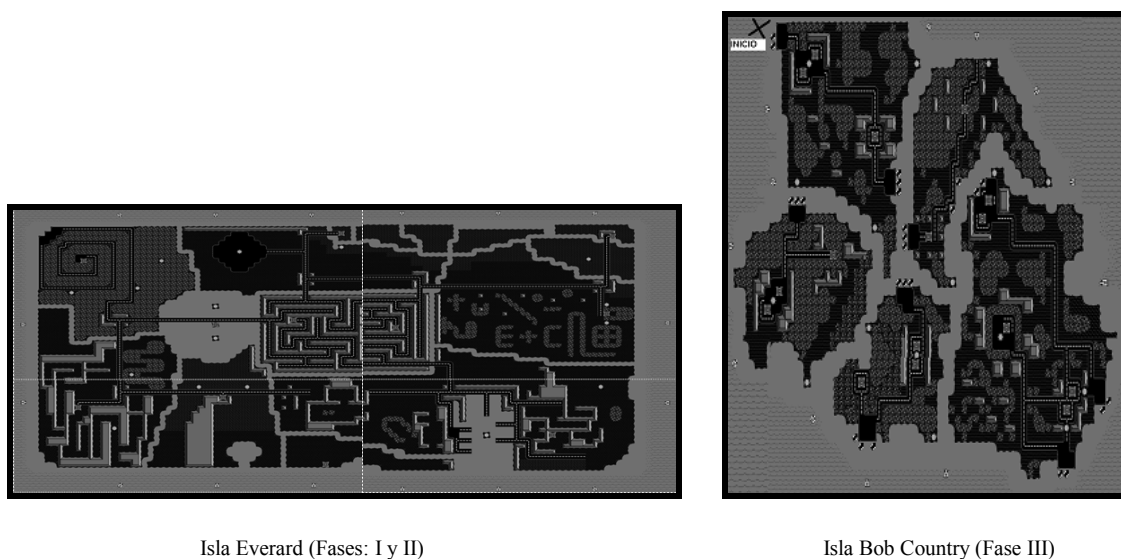 INICIO
Isla Everard (Fases: I y II)
Isla Bob Country (Fase III)